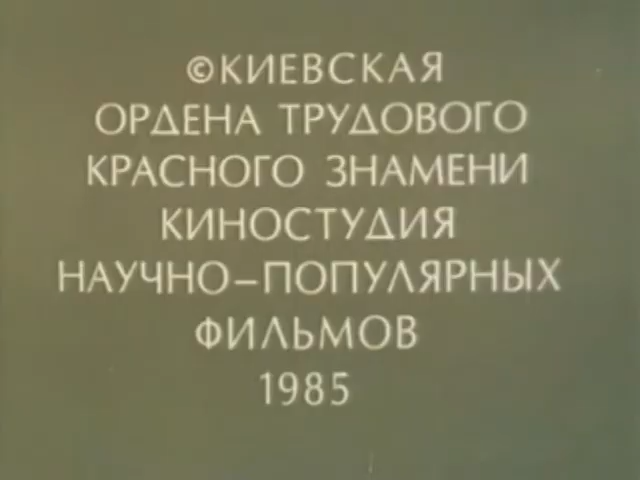 ©КИЕВСКАЯ
ОРДЕНА ТРУДОВОГО
КРАСНОГО ЗНАМЕНИ
КИНОСТУДИЯ
НАУЧНО–ПОПУЛЯРНЫХ
ФИЛЬМОВ
1985